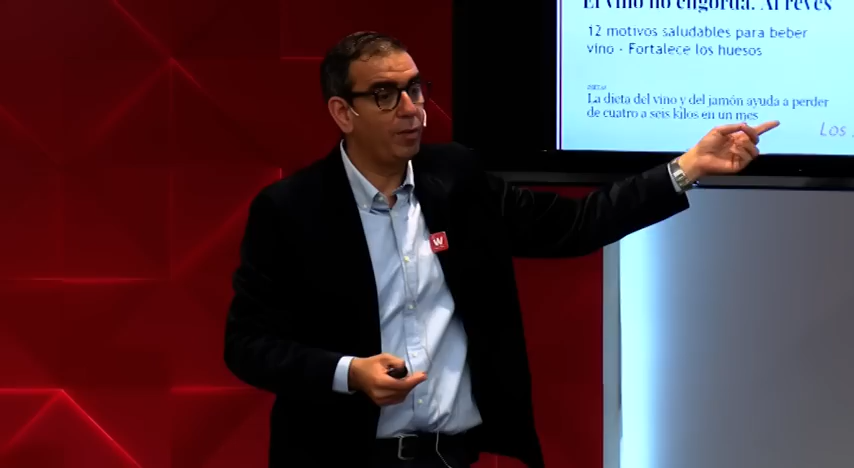 El vino no engorda. Al revés
12 motivos saludables para beber
vino - Fortalece los huesos
La dieta del vino y del jamón ayuda a perder
de cuatro a seis kilos en un mes
Los
W